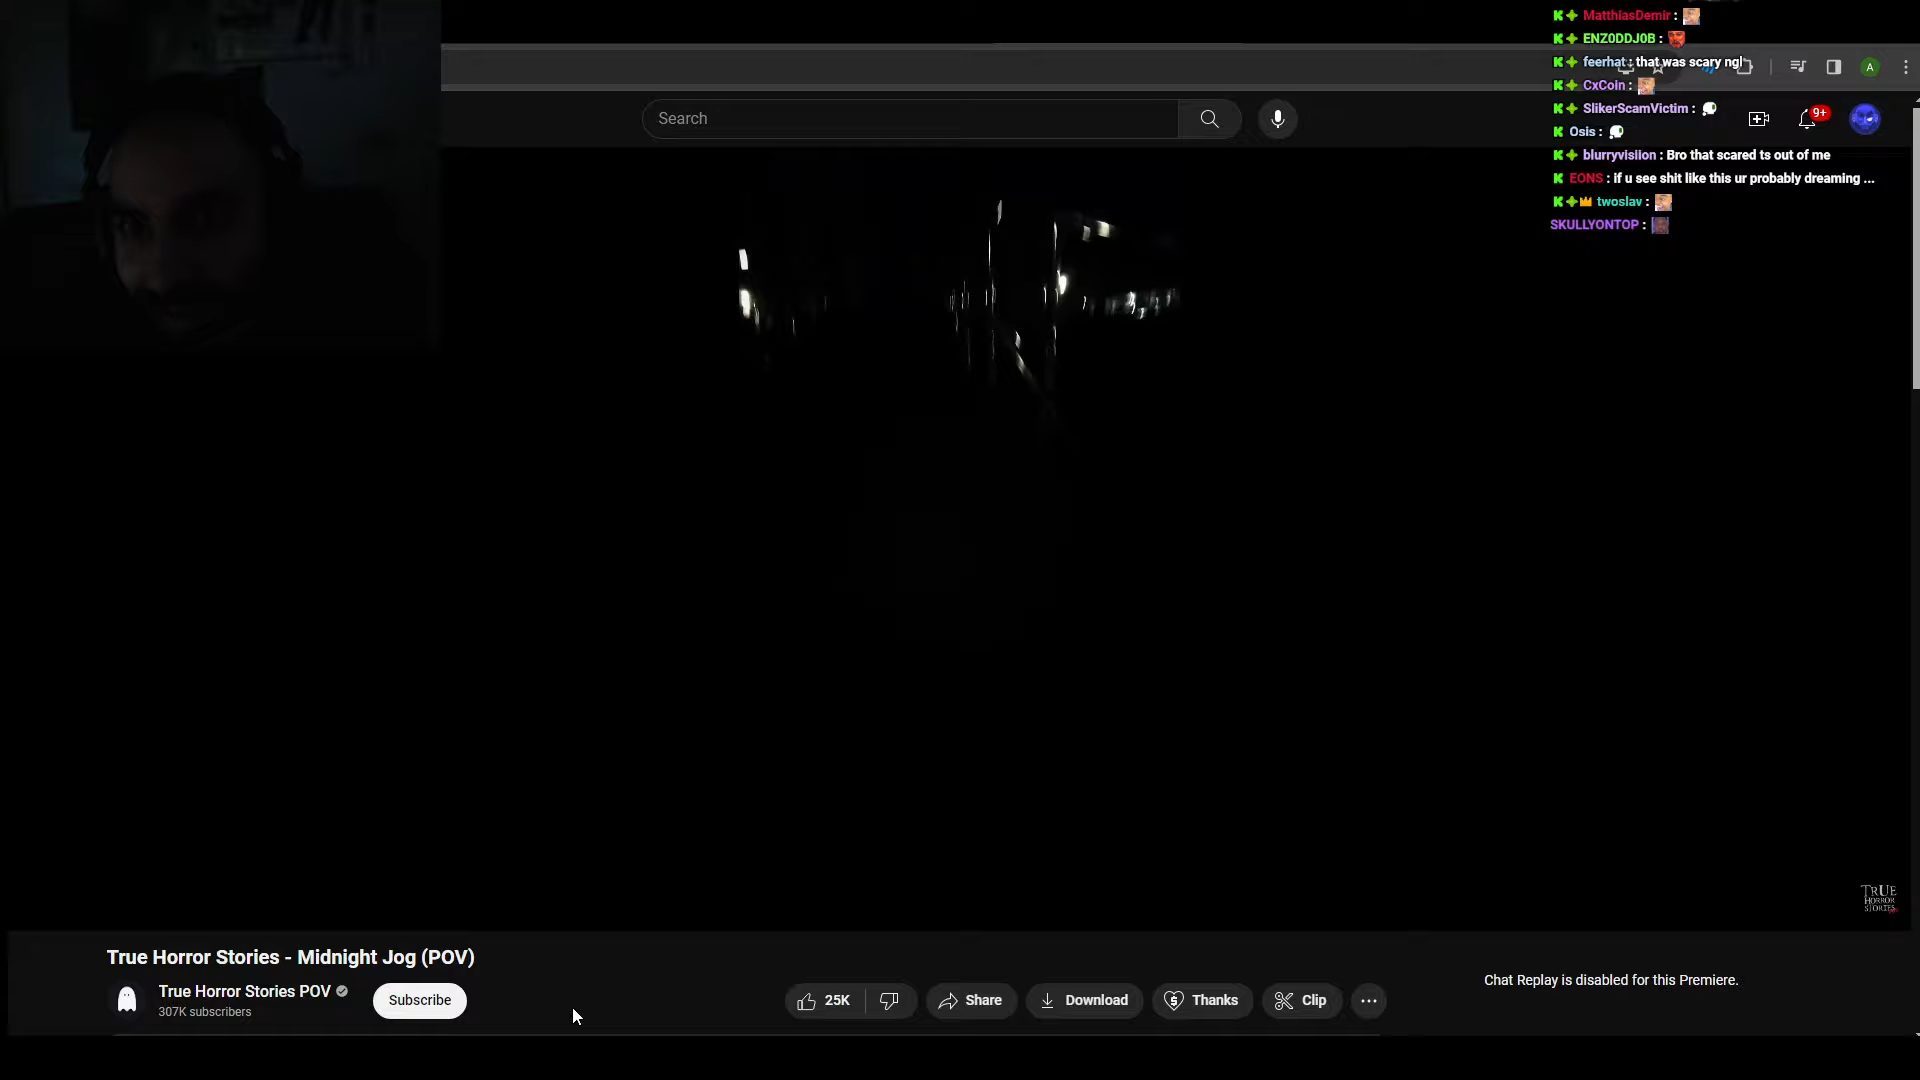 MatthiasDemir :
ENZ0DDJ0B :
feerhat : that was scary ngl
CxCoin :
SlikerScamVictim :
Osis :
blurryvisiion : Bro that scared ts out of me
EONS : if u see shit like this ur probably dreaming ...
twoslav :
SKULLYONTOP :
Search
9+
A
TRUE
HORROR
STORIES
True Horror Stories - Midnight Jog (POV)
True Horror Stories POV
307K subscribers
Subscribe
25K
Share
Download
Thanks
Clip
Chat Replay is disabled for this Premiere.